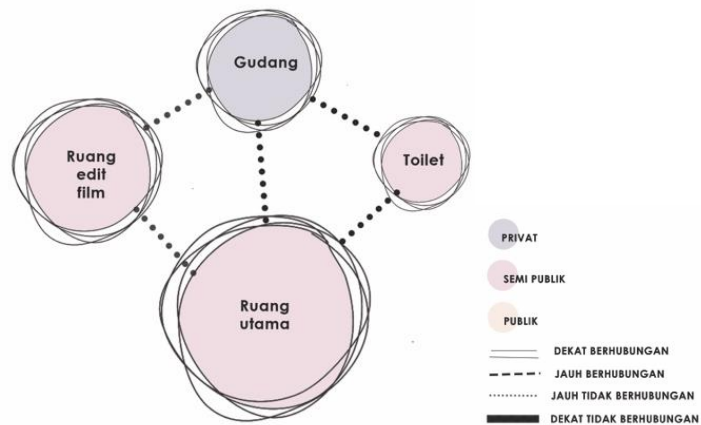 Gudang
Ruang
edit
film
Toilet
Ruang
utama
PRIVAT
SEMI PUBLIK
PUBLIK
DEKAT BERHUBUNGAN
JAUH BERHUBUNGAN
JAUH TIDAK BERHUBUNGAN
DEKAT TIDAK BERHUBUNGAN